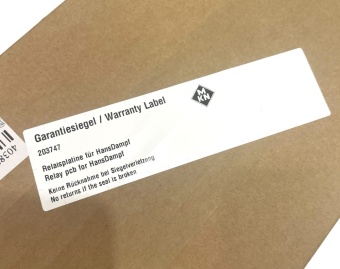 Garantiesiegel / Warranty Label
203747
Relaisplatine für HansDampf
Relay pcb for HansDampf
Keine Rücknahme bei Siegelverletzung
No returns if the seal is broken